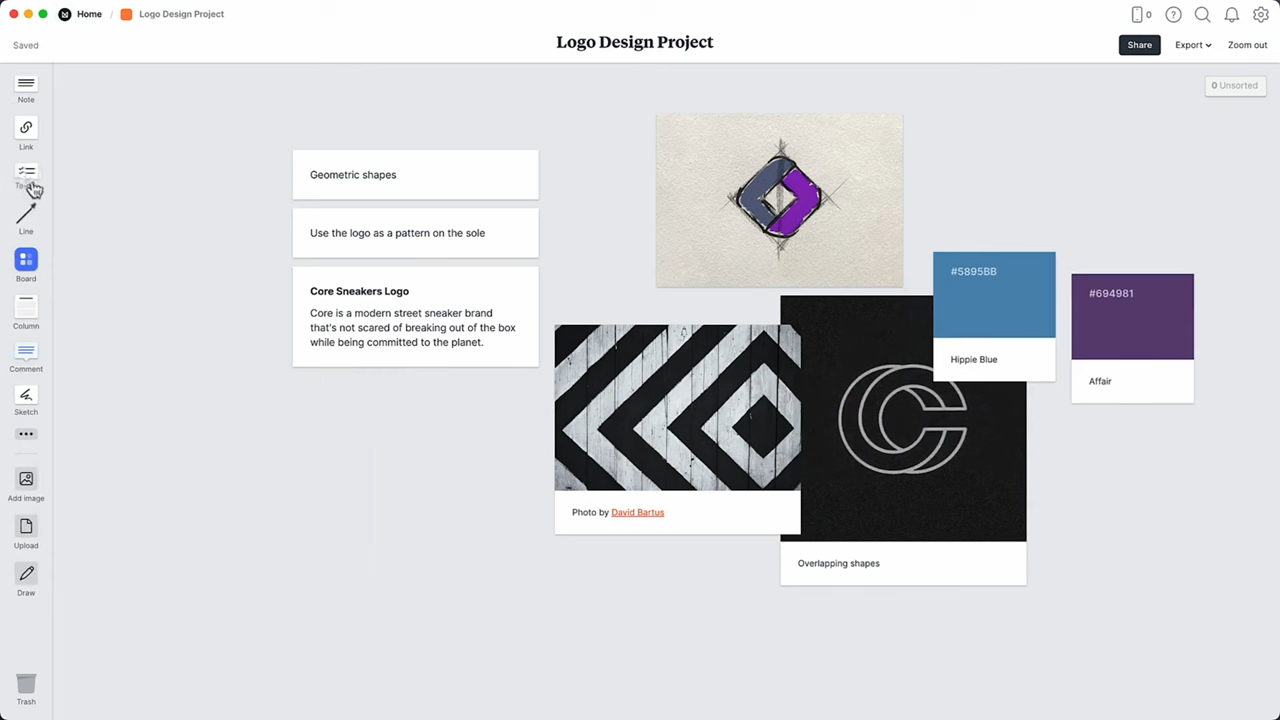 Home / Logo Design Project
0
Saved
Logo Design Project
Share
Export
Zoom out
0 Unsorted
Note
Link
Line
Board
Column
Comment
Sketch
Add image
Upload
Draw
Trash
Geometric shapes
Use the logo as a pattern on the sole
Core Sneakers Logo
Core is a modern street sneaker brand
that's not scared of breaking out of the box
while being committed to the planet.
#5895BB
Hippie Blue
#694981
Affair
Photo by David Bartus
Overlapping shapes